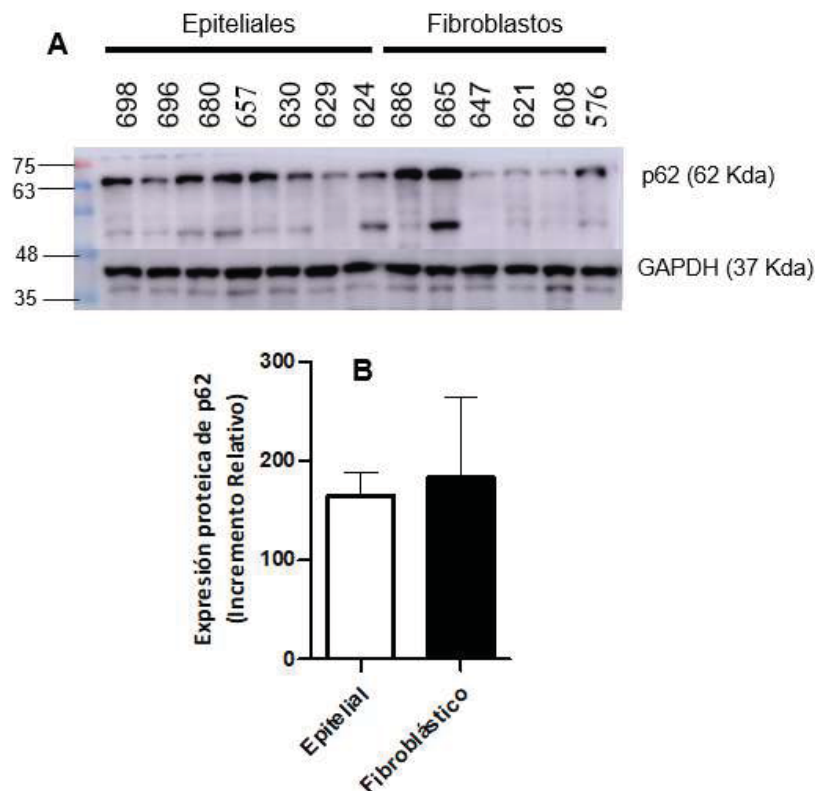 A
Epiteliales Fibroblastos
698 696 680 657 630 629 624 686 665 647 621 608 576
75
63
48
35
p62 (62 Kda)
GAPDH (37 Kda)
B
Expresión proteica de p62
(Incremento Relativo)
300
200
100
0
Epitelial
Fibroblástico